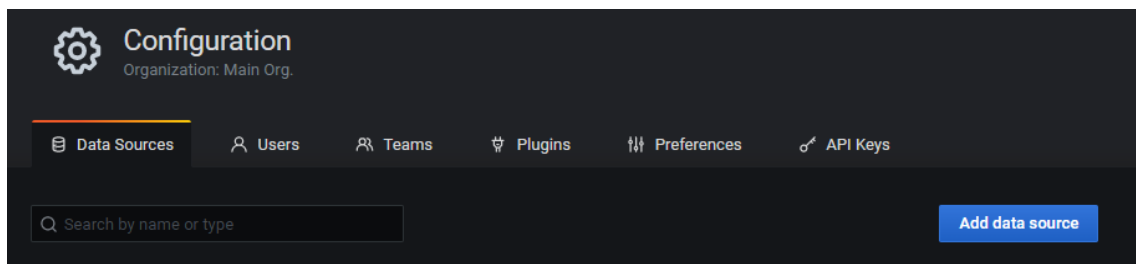 Configuration
Organization: Main Org.
Data Sources Users Teams Plugins Preferences API Keys
Search by name or type Add data source